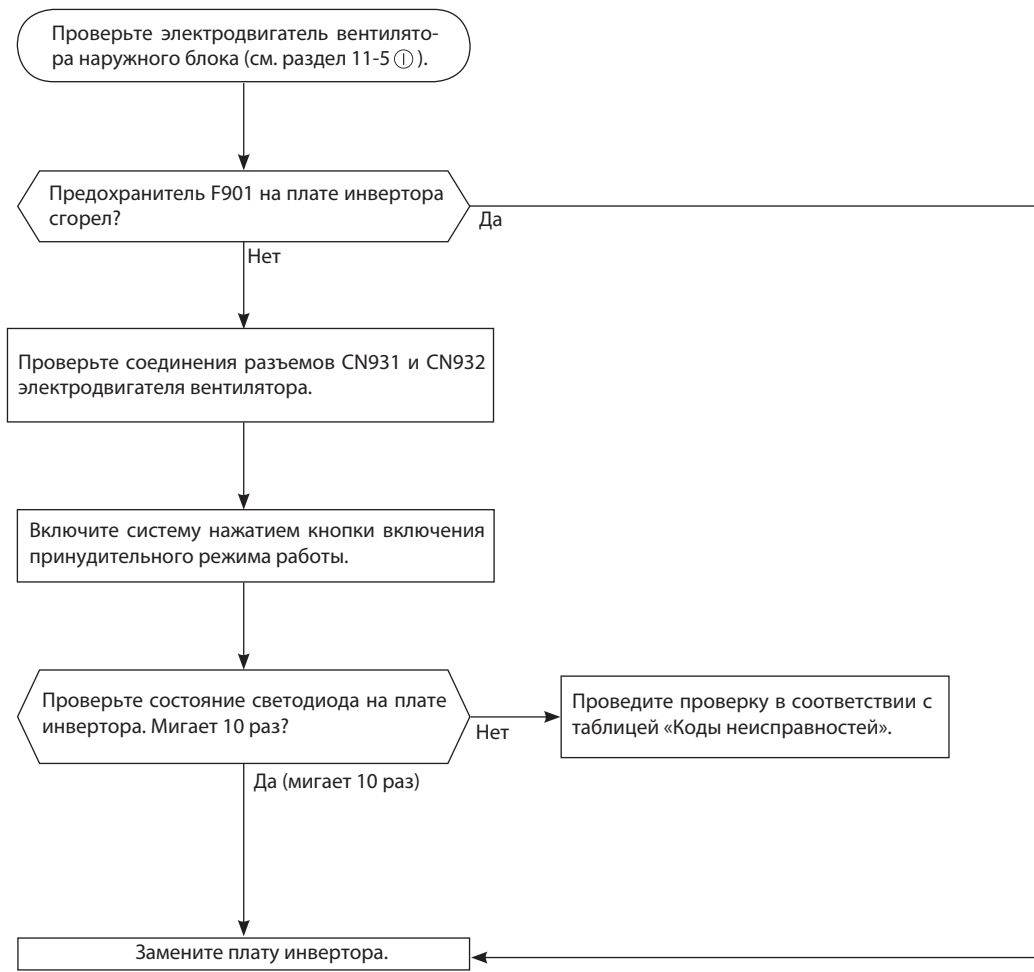 Проверьте электродвигатель вентилято-
ра наружного блока (см. раздел 11-5 Ⓘ ).
Предохранитель F901 на плате инвертора
сгорел?
Да
Нет
Проверьте соединения разъемов CN931 и CN932
электродвигателя вентилятора.
Включите систему нажатием кнопки включения
принудительного режима работы.
Проверьте состояние светодиода на плате
инвертора. Мигает 10 раз?
Нет
Проведите проверку в соответствии с
таблицей «Коды неисправностей».
Да (мигает 10 раз)
Замените плату инвертора.